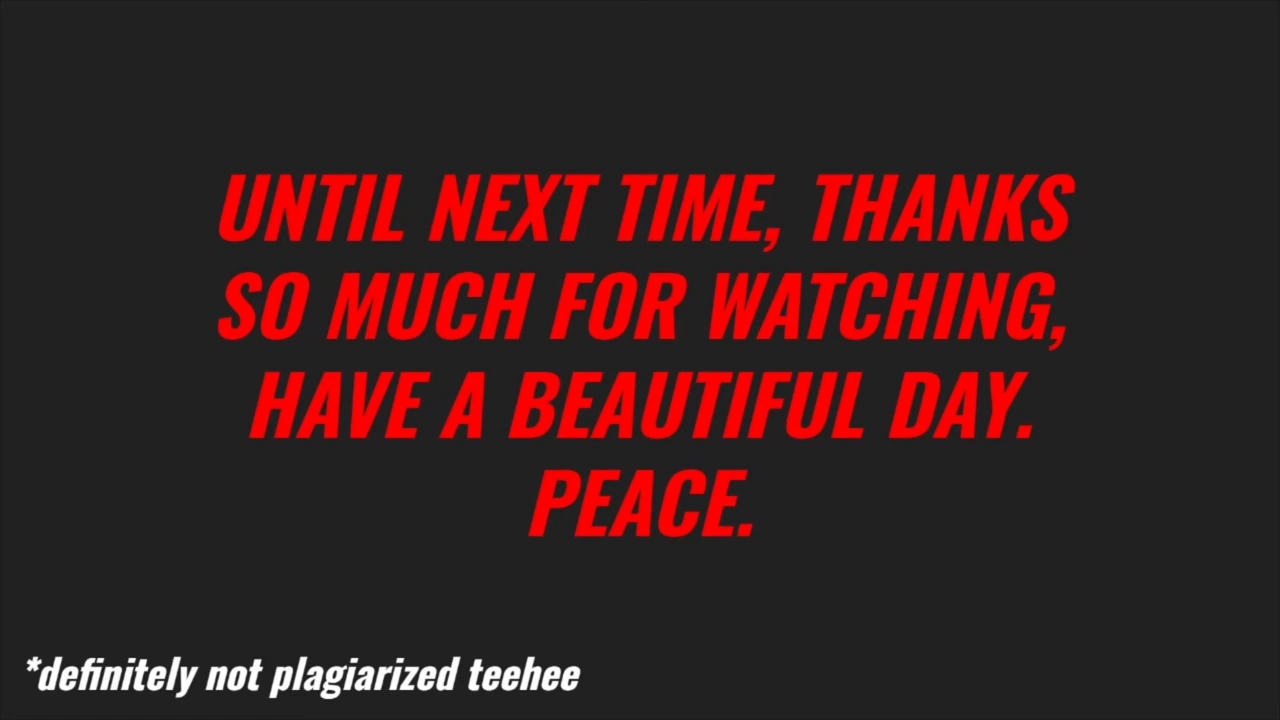 UNTIL NEXT TIME, THANKS
SO MUCH FOR WATCHING,
HAVE A BEAUTIFUL DAY.
PEACE.
*definitely not plagiarized teehee